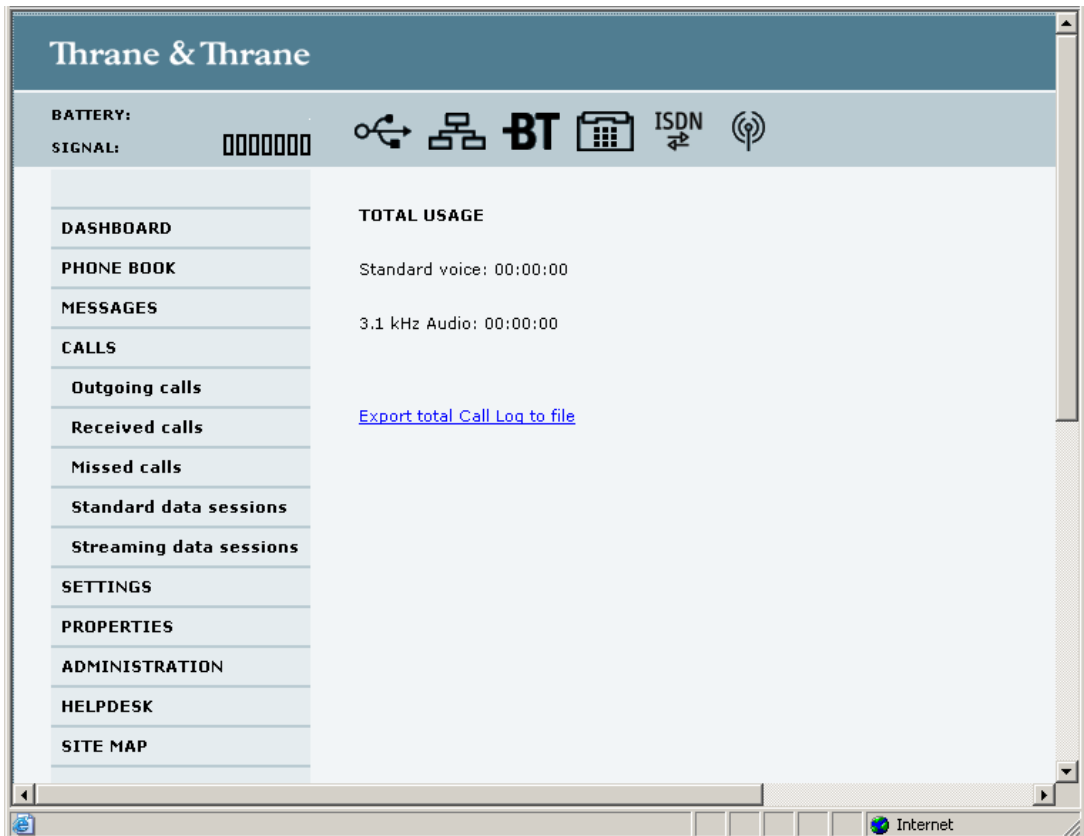 Thrane & Thrane
BATTERY:
SIGNAL:
BT
ISDN
DASHBOARD
PHONE BOOK
MESSAGES
CALLS
Outgoing calls
Received calls
Missed calls
Standard data sessions
Streaming data sessions
SETTINGS
PROPERTIES
ADMINISTRATION
HELPDESK
SITE MAP
TOTAL USAGE
Standard voice: 00:00:00
3.1 kHz Audio: 00:00:00
Export total Call Log to file
Internet